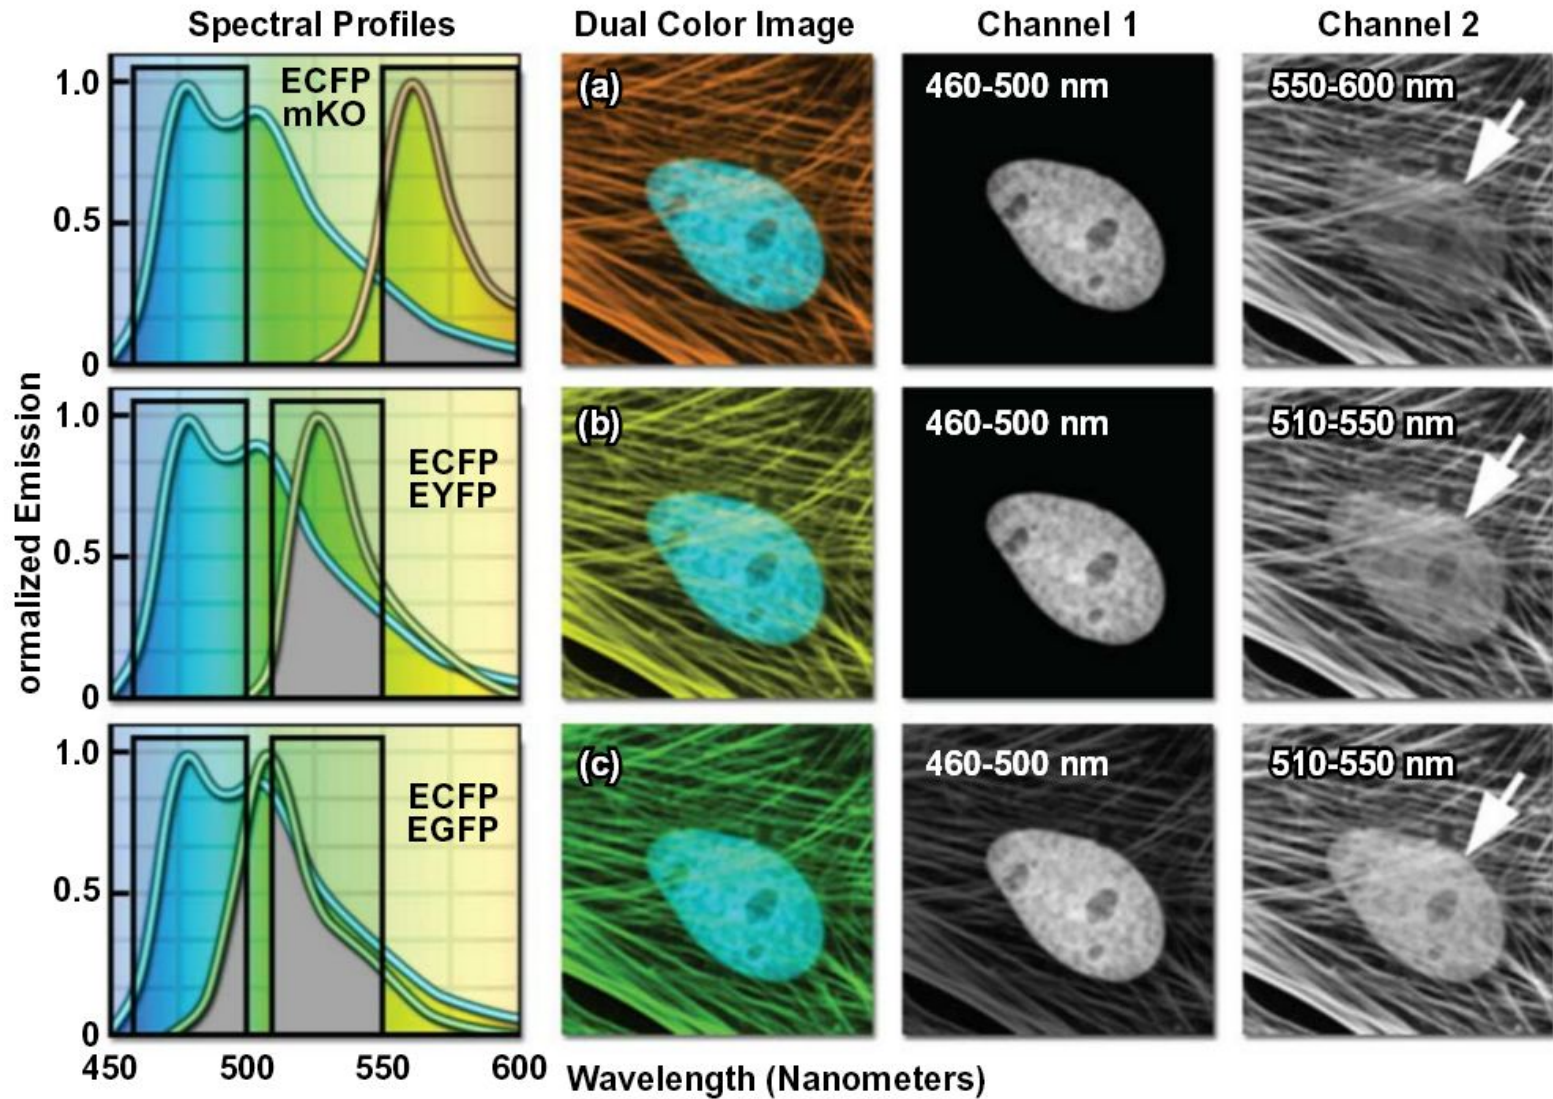 Spectral Profiles
Dual Color Image
Channel 1
Channel 2
ormalized Emission
1.0
0.5
0
ECFP
mKO
(a)
460-500 nm
550-600 nm
1.0
0.5
0
ECFP
EYFP
(b)
460-500 nm
510-550 nm
1.0
0.5
0
ECFP
EGFP
(c)
460-500 nm
510-550 nm
450 500 550 600
Wavelength (Nanometers)